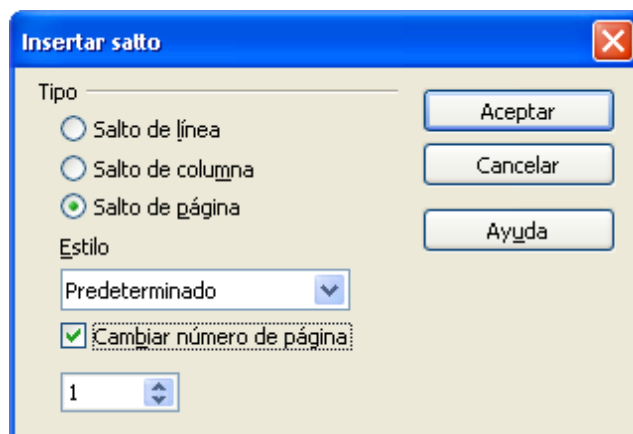 Insertar salto
Tipo
Aceptar
Salto de línea
Salto de columna
Cancelar
Salto de página
Ayuda
Estilo
Predeterminado
Cambiar número de página
1